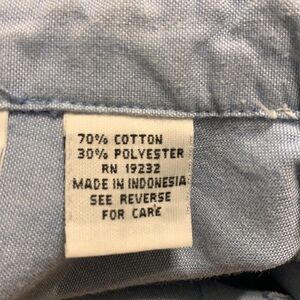 70% COTTON
30% POLYESTER
RN 19232
MADE IN INDONESIA
SEE REVERSE
FOR CARE